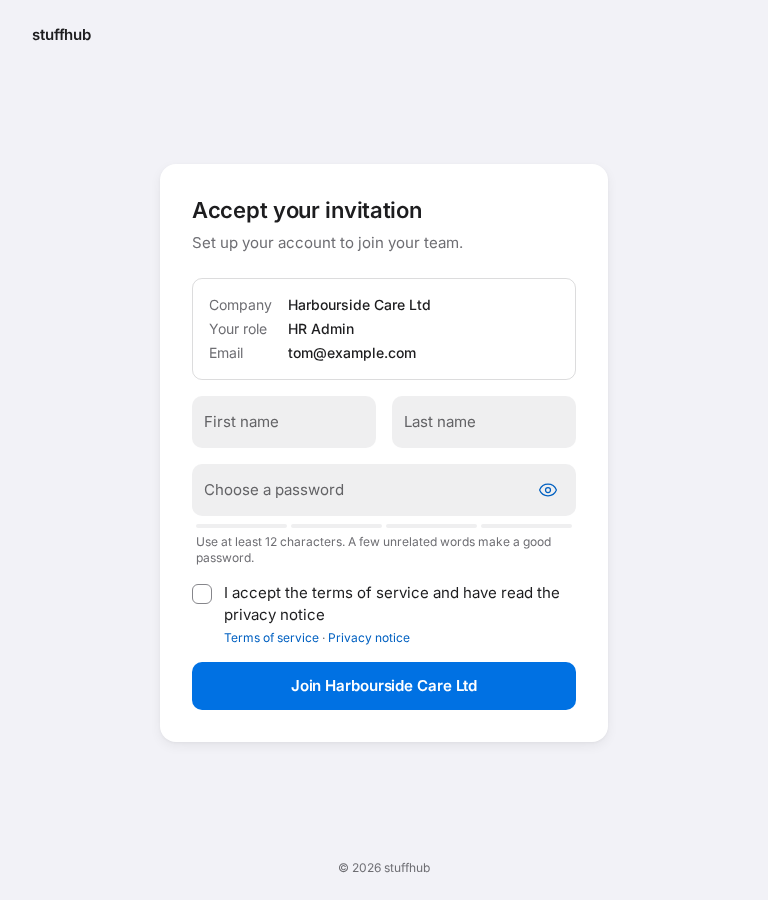 stuffhub
Accept your invitation
Set up your account to join your team.
Company Harbourside Care Ltd
Your role HR Admin
Email tom@example.com
First name Last name
Choose a password
Use at least 12 characters. A few unrelated words make a good
password.
I accept the terms of service and have read the
privacy notice
Terms of service · Privacy notice
Join Harbourside Care Ltd
© 2026 stuffhub